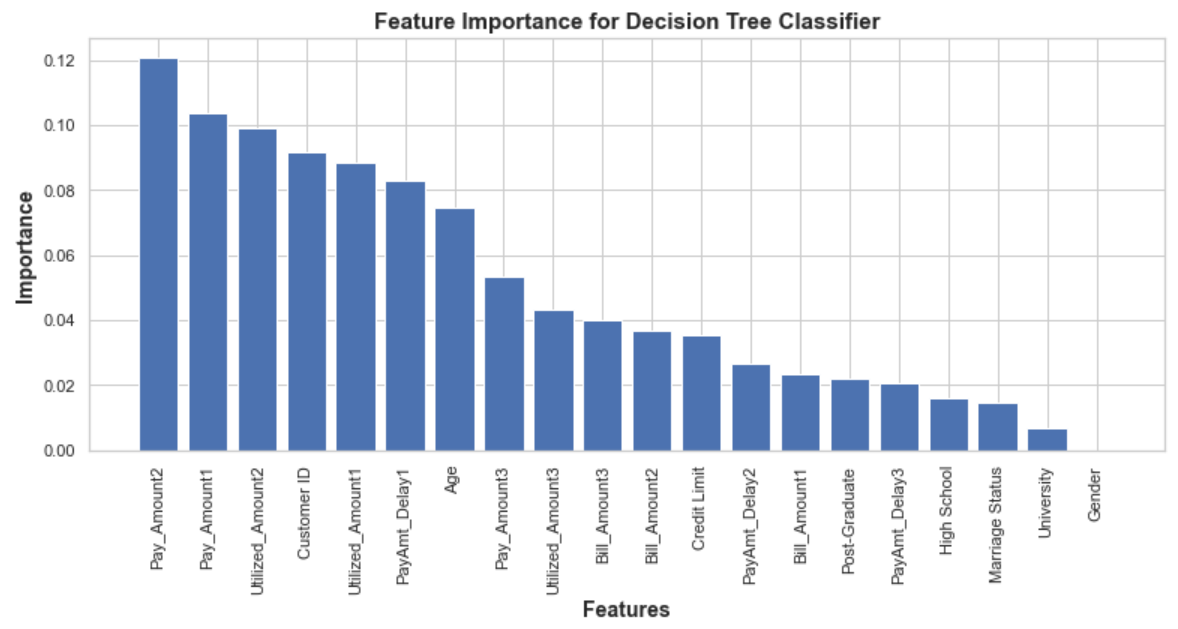 Feature Importance for Decision Tree Classifier
Importance
0.12
0.10
0.08
0.06
0.04
0.02
0.00
Pay_Amount2
Pay_Amount1
Utilized_Amount2
Customer ID
Utilized_Amount1
PayAmt_Delay1
Age
Pay_Amount3
Utilized_Amount3
Bill_Amount3
Bill_Amount2
Credit Limit
PayAmt_Delay2
Bill_Amount1
Post-Graduate
PayAmt_Delay3
High School
Marriage Status
University
Gender
Features